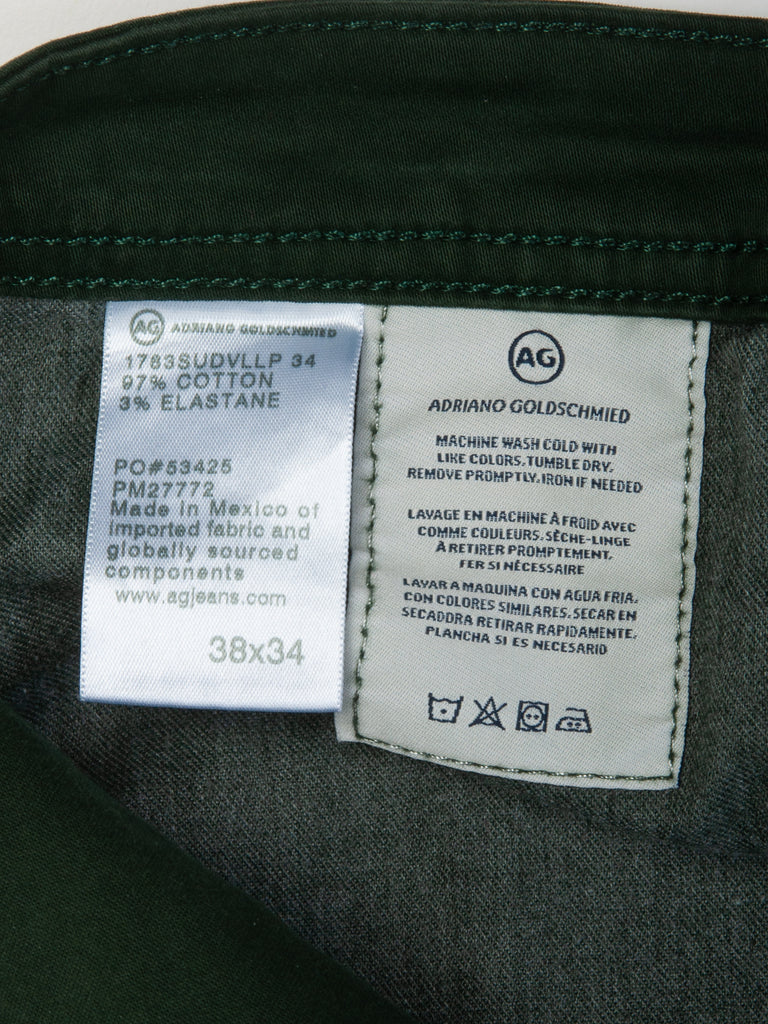 AG ADRIANO GOLDSCHMIED
1783SUDVLLP 34
97% COTTON
3% ELASTANE
PO#53425
PM27772
Made in Mexico of
imported fabric and
globally sourced
components
www.agjeans.com
38x34
AG
ADRIANO GOLDSCHMIED
MACHINE WASH COLD WITH
LIKE COLORS. TUMBLE DRY.
REMOVE PROMPTLY. IRON IF NEEDED
LAVAGE EN MACHINE À FROID AVEC
COMME COULEURS. SÈCHE-LINGE
À RETIRER PROMPTEMENT,
FER SI NÉCESSAIRE
LAVAR A MAQUINA CON AGUA FRIA,
CON COLORES SIMILARES. SECAR EN
SECADORA RETIRAR RAPIDAMENTE,
PLANCHA SI ES NECESARIO